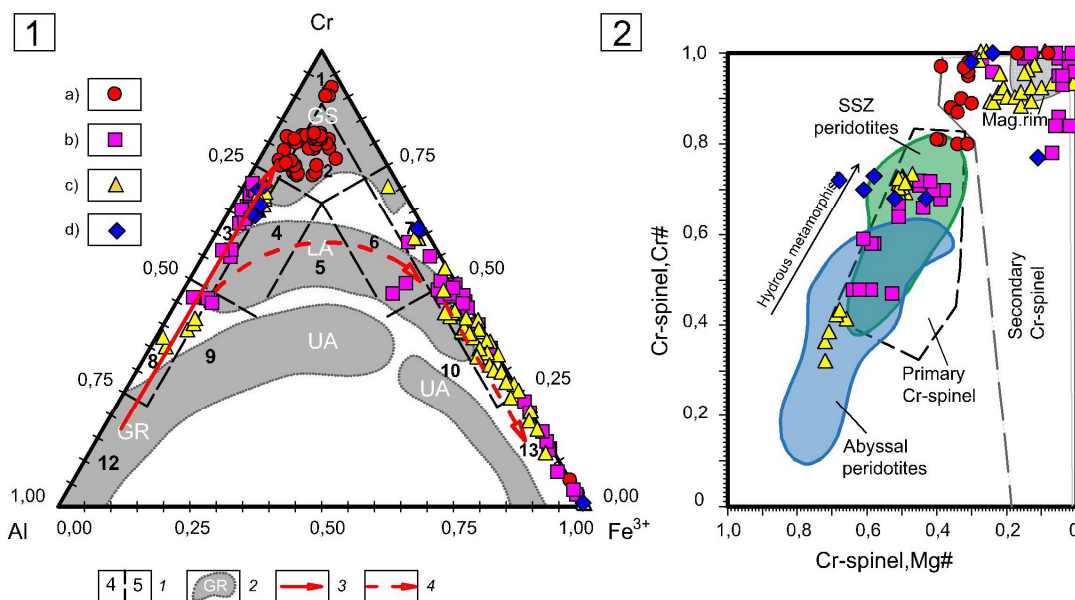 1
Cr
a)
b)
c)
d)
1
GS
2
0,25
0,75
3
4
LA
5
6
7
0,50
0,50
UA
8
9
10
0,75
0,25
UA
GR
12
13
1,00
0,00
Al
0,00
0,25
0,50
0,75
1,00
Fe3+
4 5 1
GR 2
3
4
2
1,0
0,8
0,6
0,4
0,2
0
Cr-spinel,Cr#
SSZ
peridotites
Mag.rim
Hydrous metamorphism
Secondary
Cr-spinel
Primary
Cr-spinel
Abyssal
peridotites
1,0
0,8
0,6
0,4
0,2
Cr-spinel,Mg#